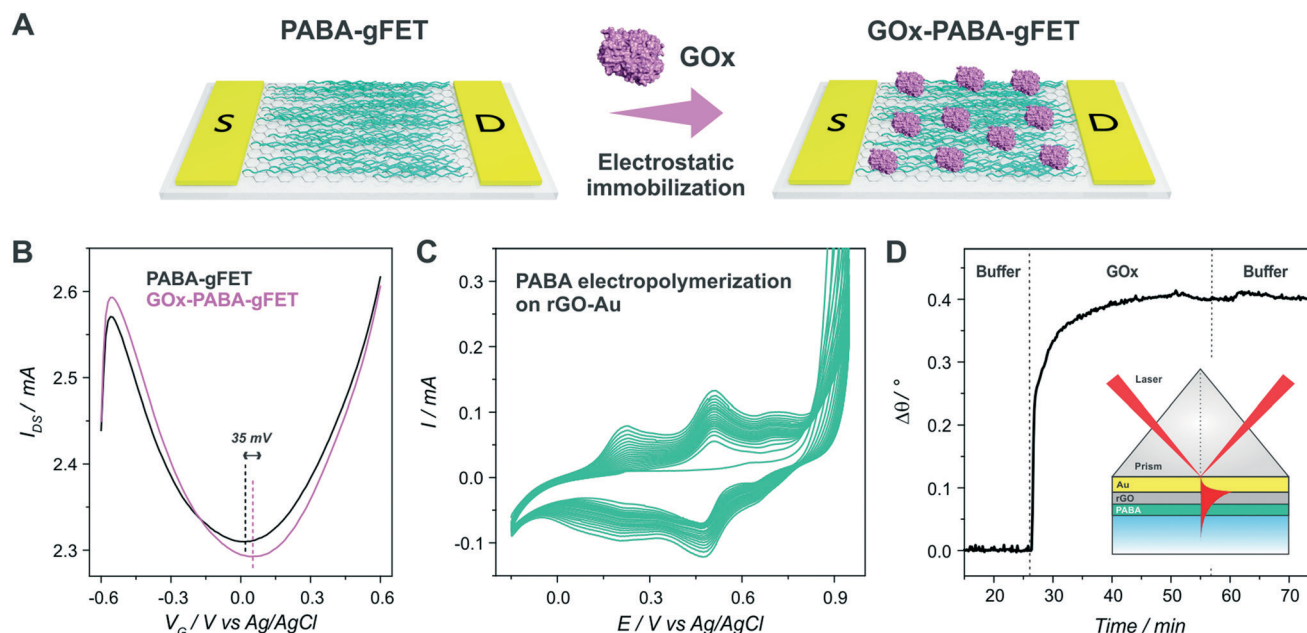 A
PABA-gFET
GOx
GOx-PABA-gFET
S
D
Electrostatic
immobilization
S
D
B
PABA-gFET
GOx-PABA-gFET
35 mV
2.6
2.5
2.4
2.3
I_DS / mA
-0.6
-0.3
0.0
0.3
0.6
V_G / V vs Ag/AgCl
C
PABA electropolymerization
on rGO-Au
0.3
0.2
0.1
0.0
-0.1
I / mA
0.0
0.3
0.6
0.9
E / V vs Ag/AgCl
D
Buffer
GOx
Buffer
0.4
0.3
0.2
0.1
0.0
Δθ / °
Laser
Prism
Au
rGO
PABA
20
30
40
50
60
70
Time / min